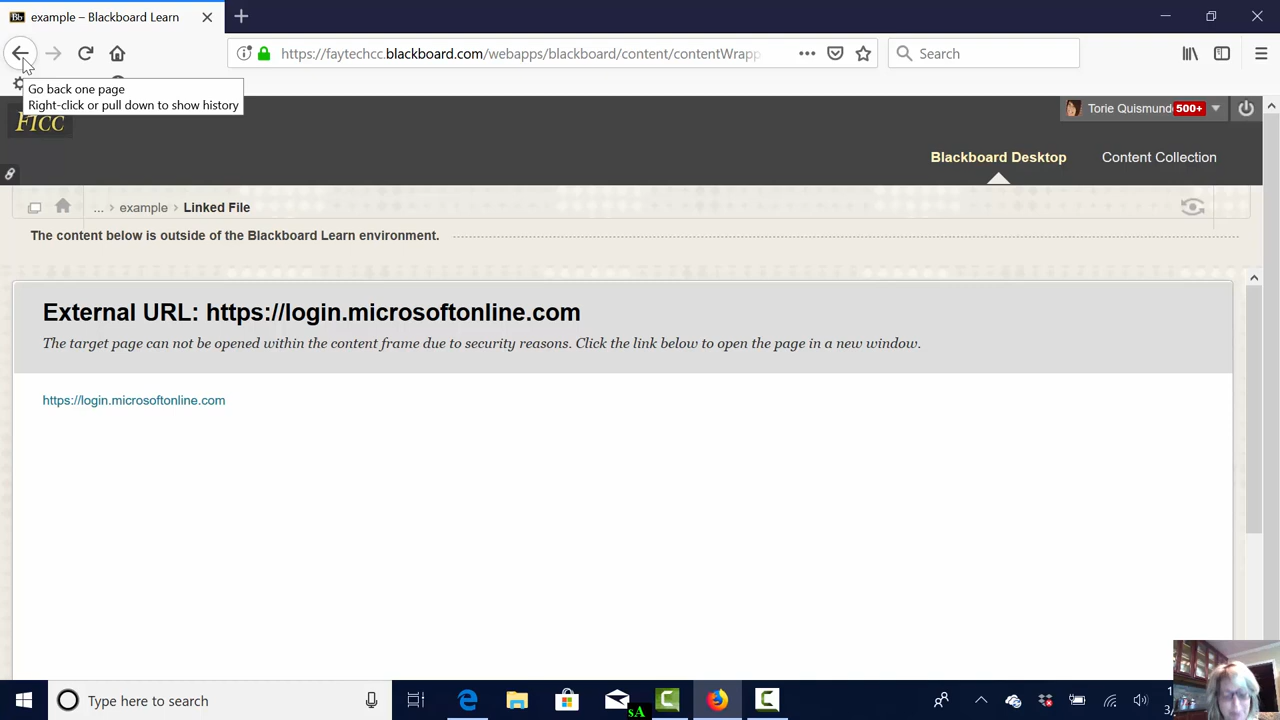 Bb example – Blackboard Learn
https://faytechcc.blackboard.com/webapps/blackboard/content/contentWrapp
Search
Go back one page
Right-click or pull down to show history
FTCC
Torie Quismund 500+
Blackboard Desktop
Content Collection
... > example > Linked File
The content below is outside of the Blackboard Learn environment.
External URL: https://login.microsoftonline.com
The target page can not be opened within the content frame due to security reasons. Click the link below to open the page in a new window.
https://login.microsoftonline.com
Type here to search
sA